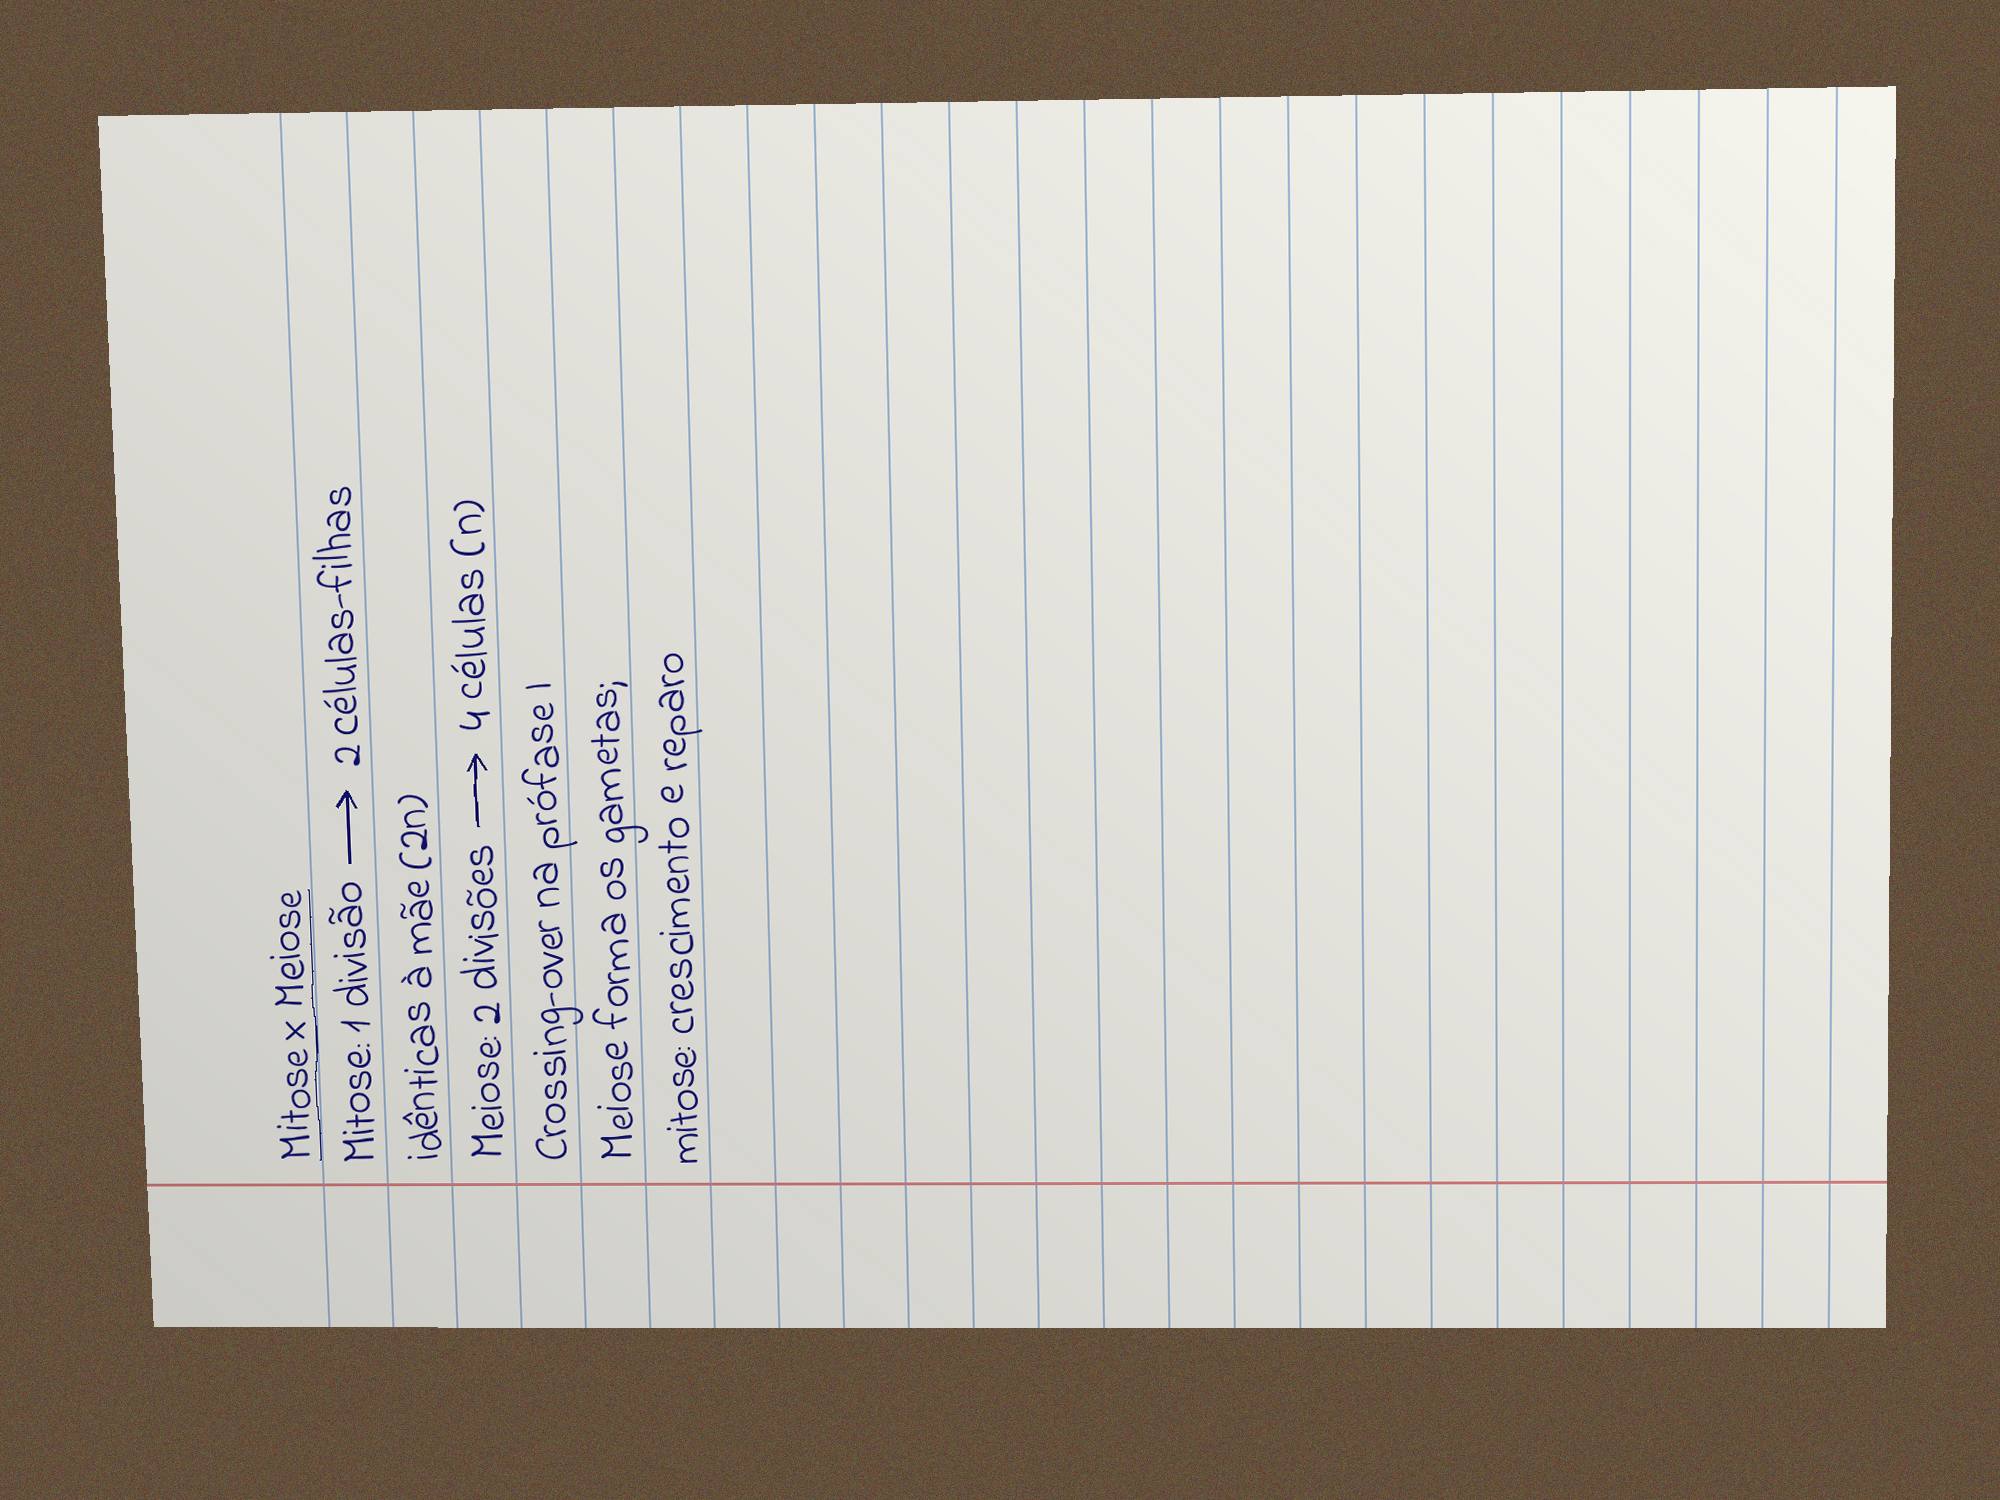 Mitose x Meiose
Mitose: 1 divisão → 2 células-filhas
idênticas à mãe (2n)
Meiose: 2 divisões → 4 células (n)
Crossing-over na prófase I
Meiose forma os gametas;
mitose: crescimento e reparo